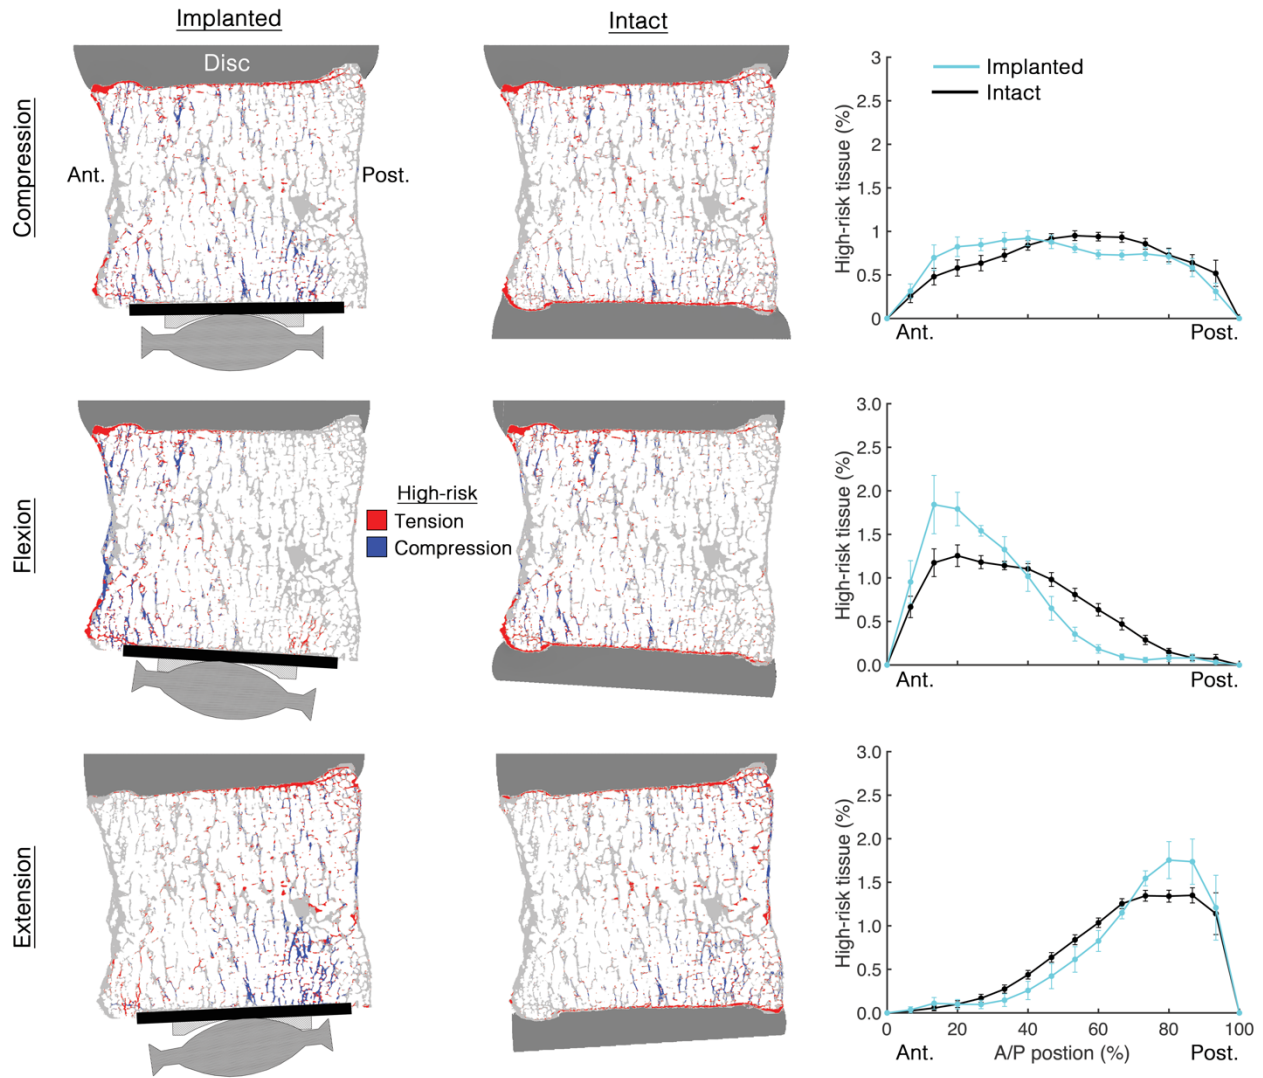 Implanted
Intact
Compression
Disc
Ant.
Post.
3
2.5
2
1.5
1
0.5
0
High-risk tissue (%)
Implanted
Intact
Ant.
Post.
Flexion
High-risk
Tension
Compression
3.0
2.5
2.0
1.5
1.0
0.5
0.0
High-risk tissue (%)
Ant.
Post.
Extension
3.0
2.5
2.0
1.5
1.0
0.5
0.0
High-risk tissue (%)
0 20 40 60 80 100
Ant. A/P postion (%) Post.